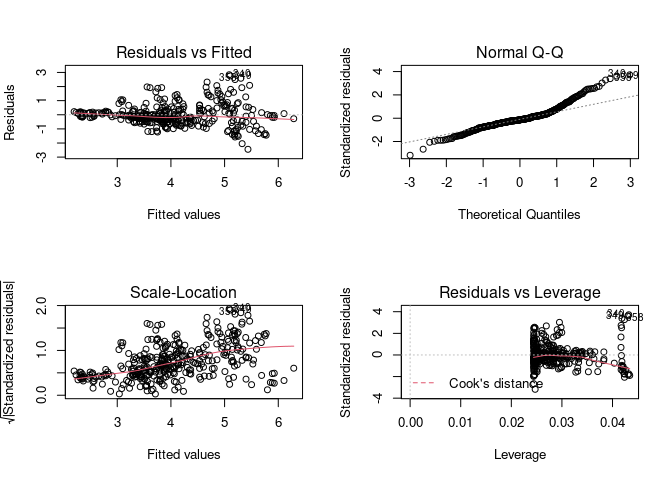 Residuals vs Fitted
Residuals
3
1
-1
-3
3
4
5
6
Fitted values
Normal Q-Q
Standardized residuals
4
2
0
-2
-3
-2
-1
0
1
2
3
Theoretical Quantiles
Scale-Location
√|Standardized residuals|
2.0
1.0
0.0
3
4
5
6
Fitted values
Residuals vs Leverage
Standardized residuals
4
2
0
-4
Cook's distance
0.00
0.01
0.02
0.03
0.04
Leverage